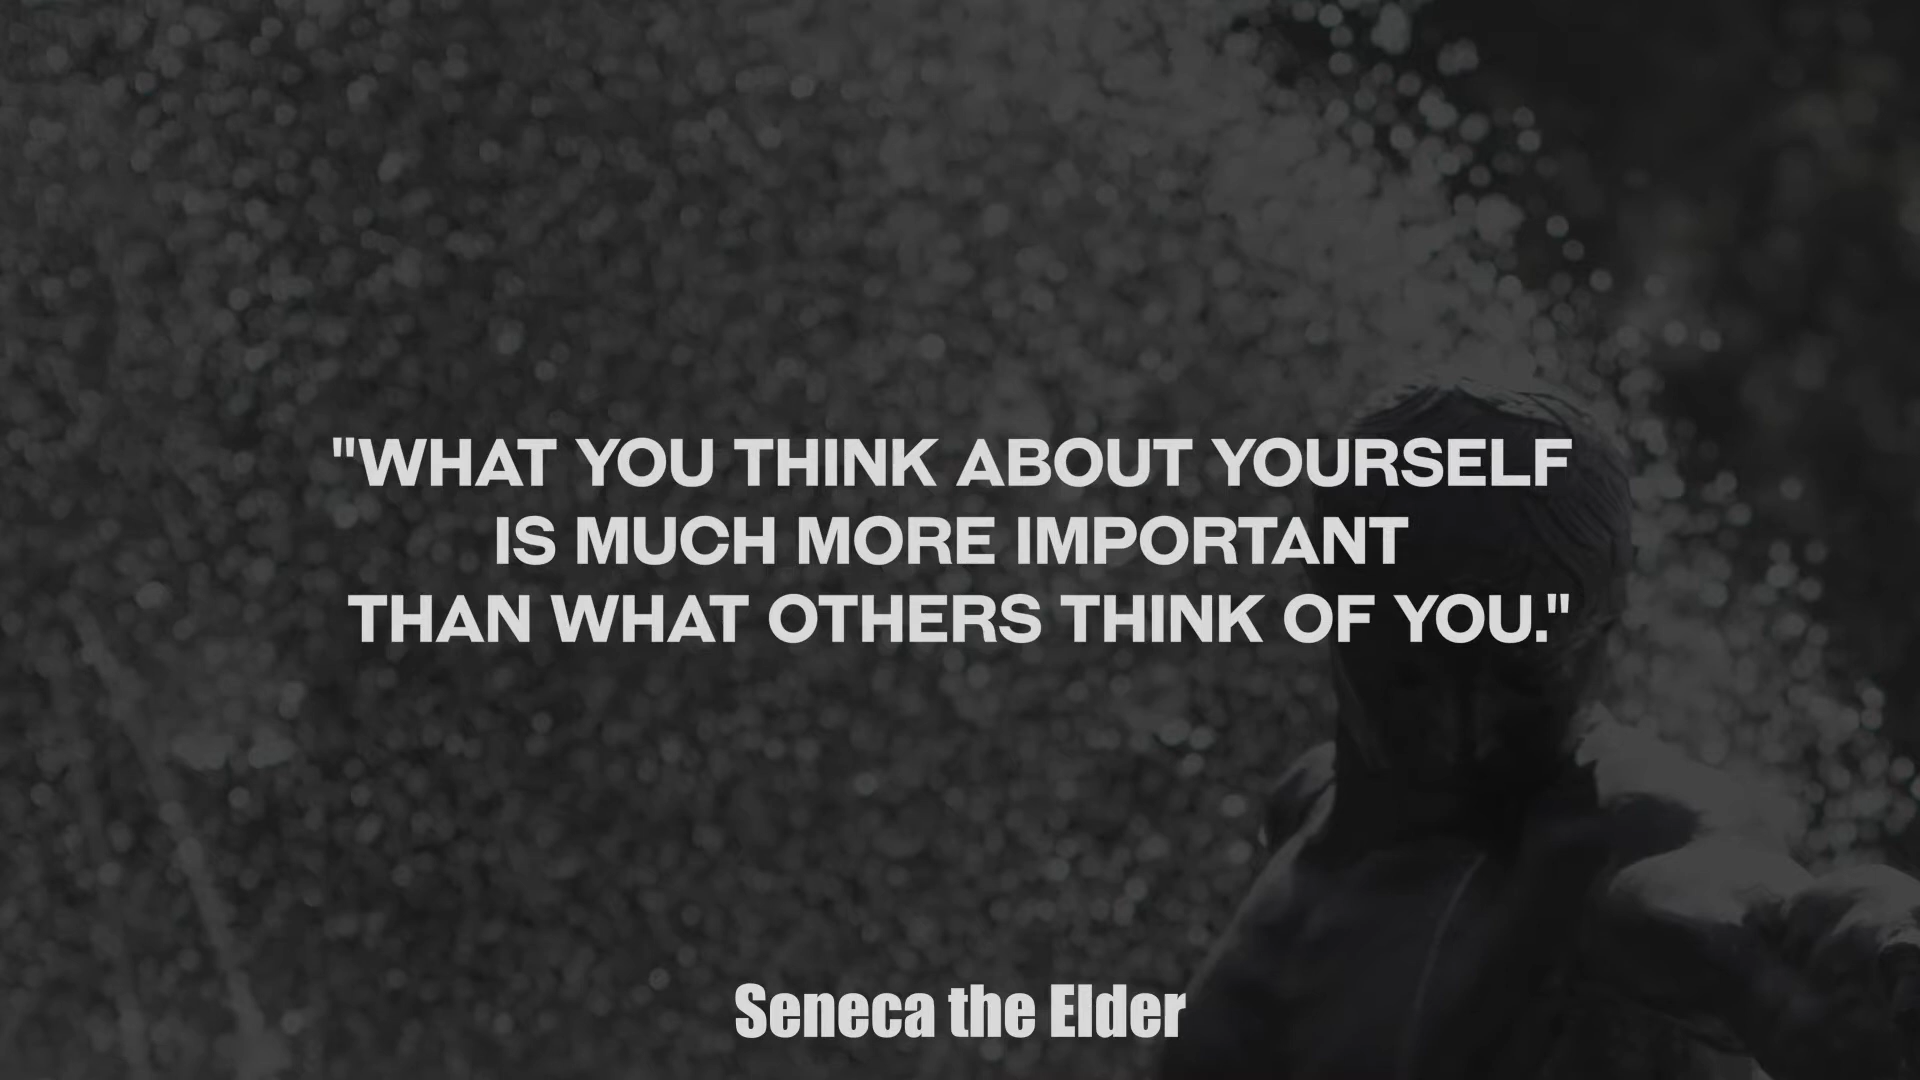 "WHAT YOU THINK ABOUT YOURSELF
IS MUCH MORE IMPORTANT
THAN WHAT OTHERS THINK OF YOU."
Seneca the Elder